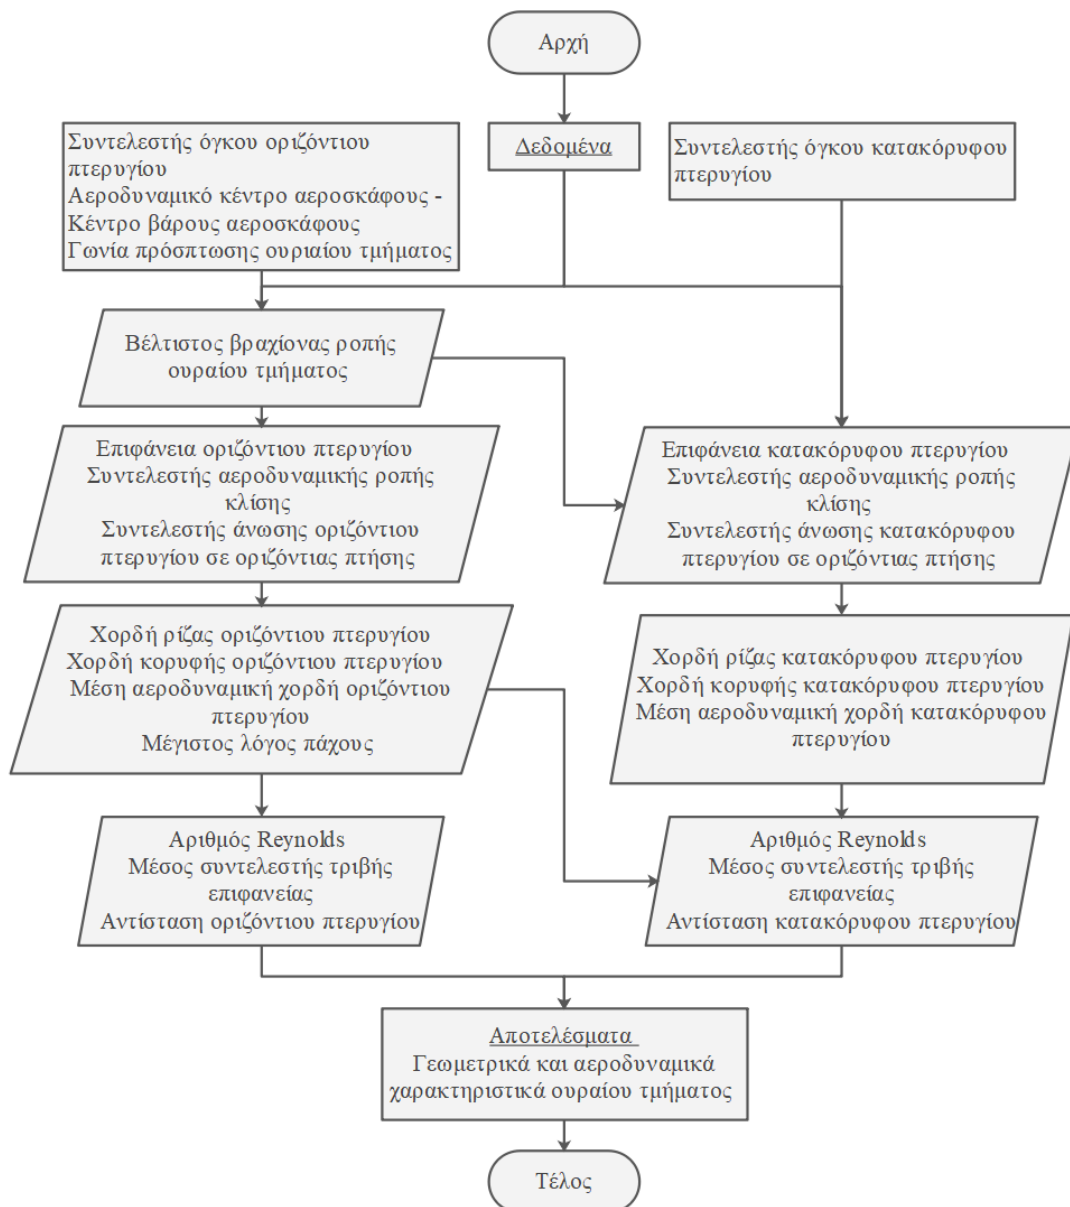 Αρχή
Συντελεστής όγκου οριζόντιου
πτερυγίου
Αεροδυναμικό κέντρο αεροσκάφους -
Κέντρο βάρους αεροσκάφους
Γωνία πρόσπτωσης ουριαίου τμήματος
Δεδομένα
Συντελεστής όγκου κατακόρυφου
πτερυγίου
Βέλτιστος βραχίονας ροπής
ουραίου τμήματος
Επιφάνεια οριζόντιου πτερυγίου
Συντελεστής αεροδυναμικής ροπής
κλίσης
Συντελεστής άνωσης οριζόντιου
πτερυγίου σε οριζόντιας πτήσης
Επιφάνεια κατακόρυφου πτερυγίου
Συντελεστής αεροδυναμικής ροπής
κλίσης
Συντελεστής άνωσης κατακόρυφου
πτερυγίου σε οριζόντιας πτήσης
Χορδή ρίζας οριζόντιου πτερυγίου
Χορδή κορυφής οριζόντιου πτερυγίου
Μέση αεροδυναμική χορδή οριζόντιου
πτερυγίου
Μέγιστος λόγος πάχους
Χορδή ρίζας κατακόρυφου πτερυγίου
Χορδή κορυφής κατακόρυφου πτερυγίου
Μέση αεροδυναμική χορδή κατακόρυφου
πτερυγίου
Αριθμός Reynolds
Μέσος συντελεστής τριβής
επιφανείας
Αντίσταση οριζόντιου πτερυγίου
Αριθμός Reynolds
Μέσος συντελεστής τριβής
επιφανείας
Αντίσταση κατακόρυφου πτερυγίου
Αποτελέσματα
Γεωμετρικά και αεροδυναμικά
χαρακτηριστικά ουραίου τμήματος
Τέλος